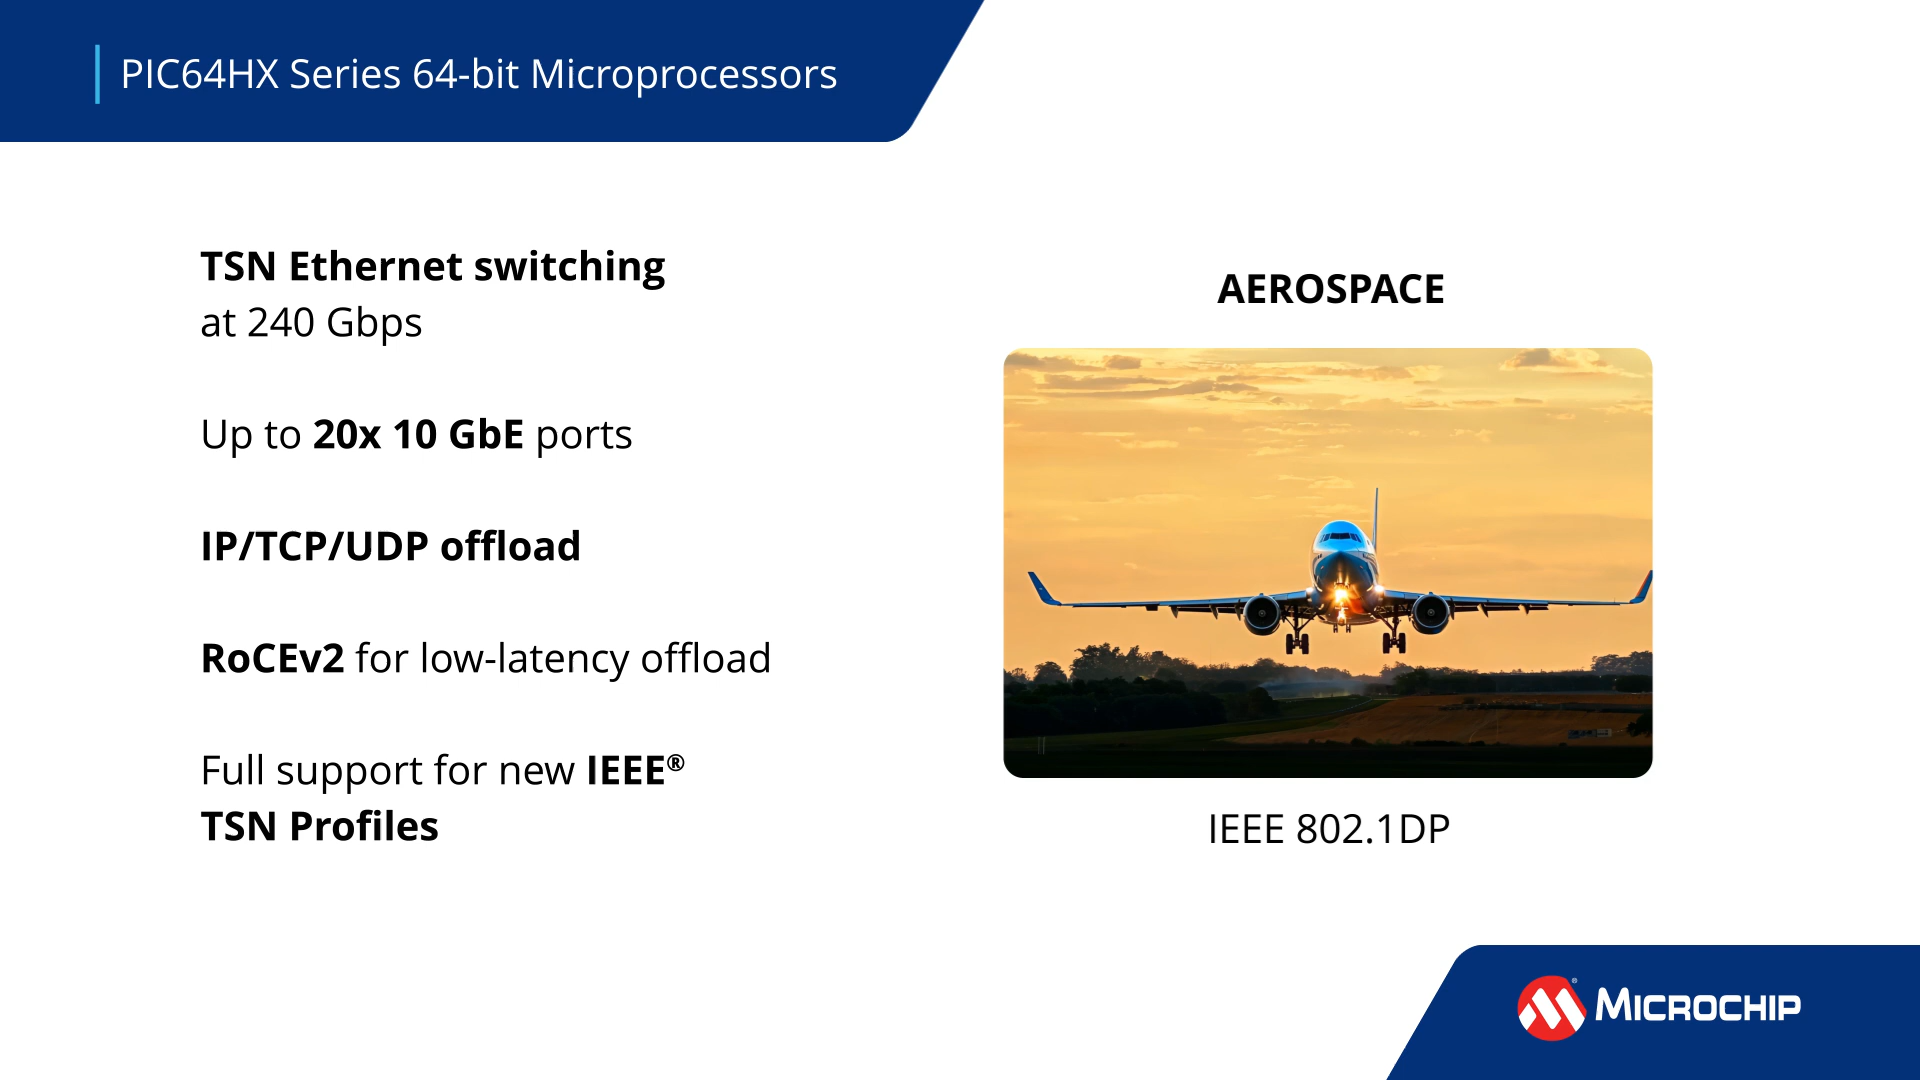 PIC64HX Series 64-bit Microprocessors
TSN Ethernet switching
at 240 Gbps
Up to 20x 10 GbE ports
IP/TCP/UDP offload
RoCEv2 for low-latency offload
Full support for new IEEE®
TSN Profiles
AEROSPACE
IEEE 802.1DP
MICROCHIP